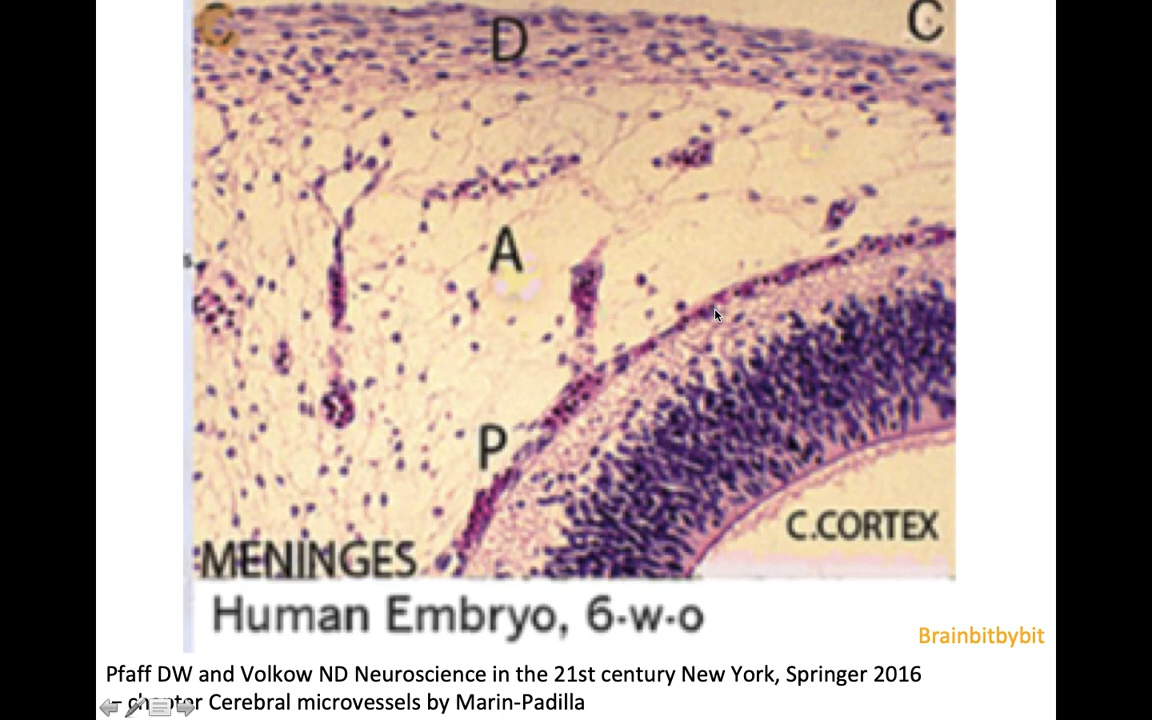 C
D
C
A
P
C.CORTEX
MENINGES
Human Embryo, 6-w-o
Brainbitbybit
Pfaff DW and Volkow ND Neuroscience in the 21st century New York, Springer 2016
– chapter Cerebral microvessels by Marin-Padilla